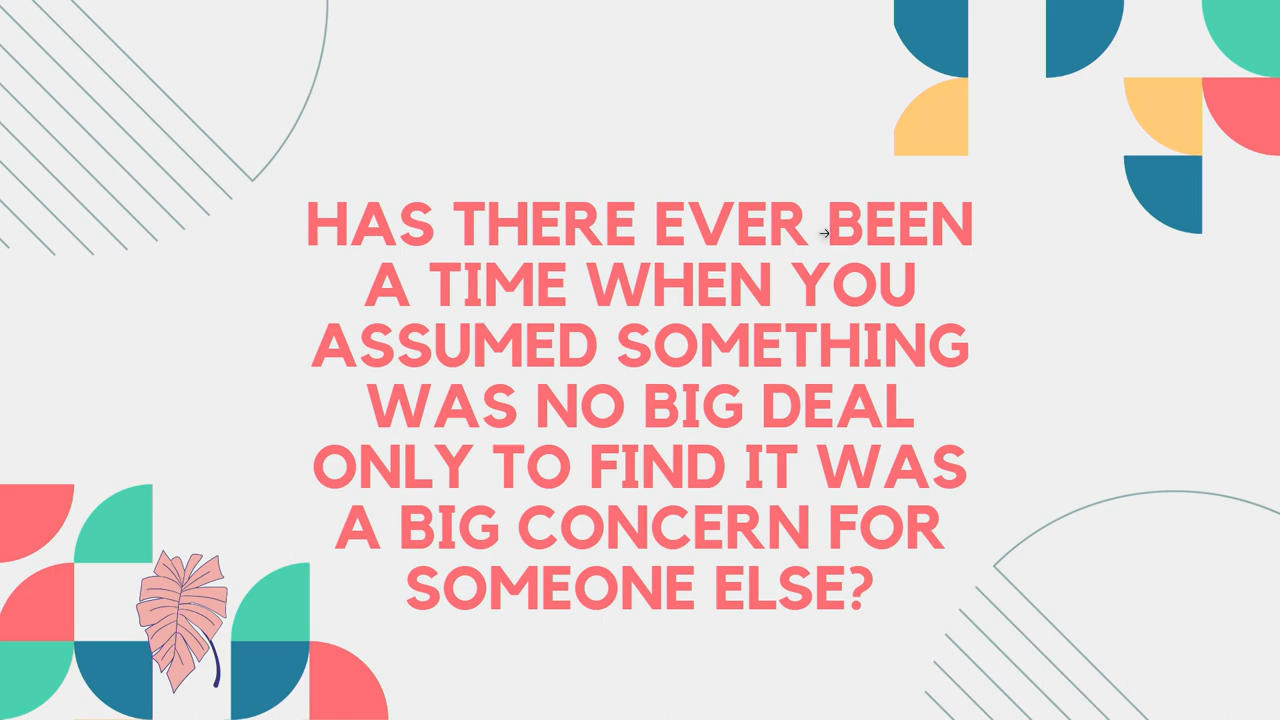 HAS THERE EVER BEEN
A TIME WHEN YOU
ASSUMED SOMETHING
WAS NO BIG DEAL
ONLY TO FIND IT WAS
A BIG CONCERN FOR
SOMEONE ELSE?